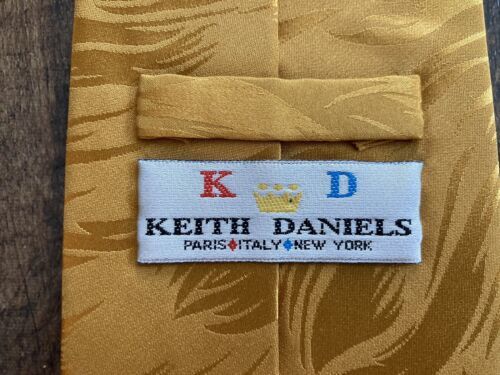 K D
KEITH DANIELS
PARIS♦ITALY♦NEW YORK